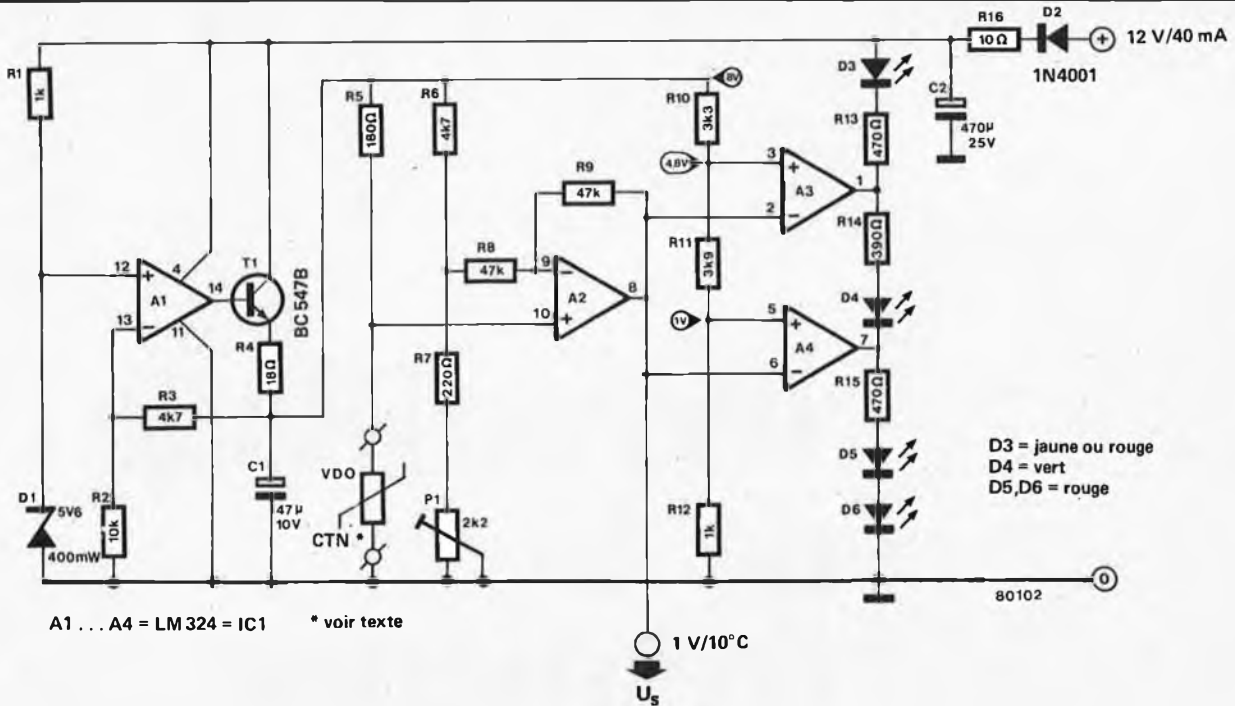 R16
10Ω
D2
+
12 V/40 mA
1N4001
R1
1k
R5
180Ω
R6
4k7
R10
3k3
8V
D3
C2
470µ
25V
R13
470Ω
R9
47k
4,8V
3
+
A3
1
2
−
R14
390Ω
R8
47k
9
−
A2
8
10
+
R11
3k9
12
+
4
A1
14
13
−
11
T1
BC 547B
R4
18Ω
1V
5
+
A4
7
6
−
D4
R7
220Ω
R15
470Ω
R3
4k7
VDO
CTN *
C1
47µ
10V
D1
5V6
400mW
R2
10k
P1
2k2
R12
1k
D5
D6
D3 = jaune ou rouge
D4 = vert
D5,D6 = rouge
0
80102
A1 . . . A4 = LM 324 = IC1
* voir texte
1 V/10°C
Us